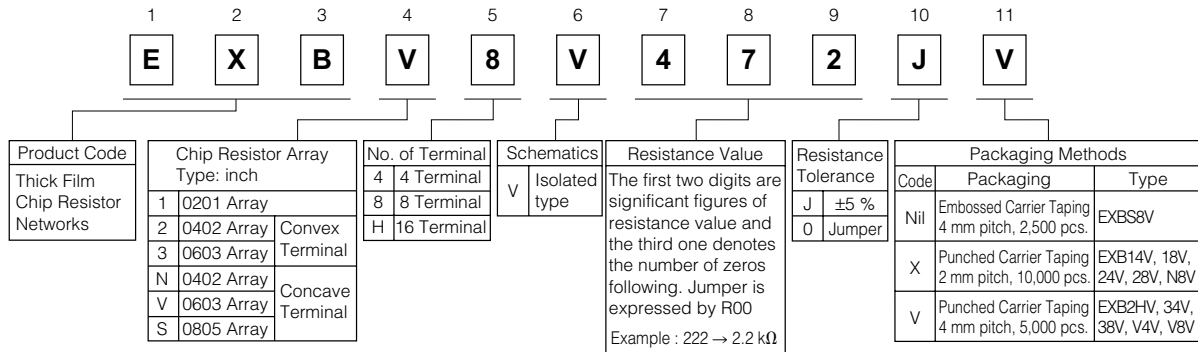 1 2 3 4 5 6 7 8 9 10 11
E X B V 8 V 4 7 2 J V
Product Code
Thick Film
Chip Resistor
Networks
Chip Resistor Array
Type: inch
1 0201 Array
2 0402 Array
3 0603 Array
Convex
Terminal
N 0402 Array
V 0603 Array
S 0805 Array
Concave
Terminal
No. of Terminal
4 4 Terminal
8 8 Terminal
H 16 Terminal
Schematics
V Isolated
type
Resistance Value
The first two digits are
significant figures of
resistance value and
the third one denotes
the number of zeros
following. Jumper is
expressed by R00
Example : 222 → 2.2 kΩ
Resistance
Tolerance
J ±5 %
0 Jumper
Packaging Methods
Code Packaging Type
Nil Embossed Carrier Taping
4 mm pitch, 2,500 pcs.
EXBS8V
X Punched Carrier Taping
2 mm pitch, 10,000 pcs.
EXB14V, 18V,
24V, 28V, N8V
V Punched Carrier Taping
4 mm pitch, 5,000 pcs.
EXB2HV, 34V,
38V, V4V, V8V